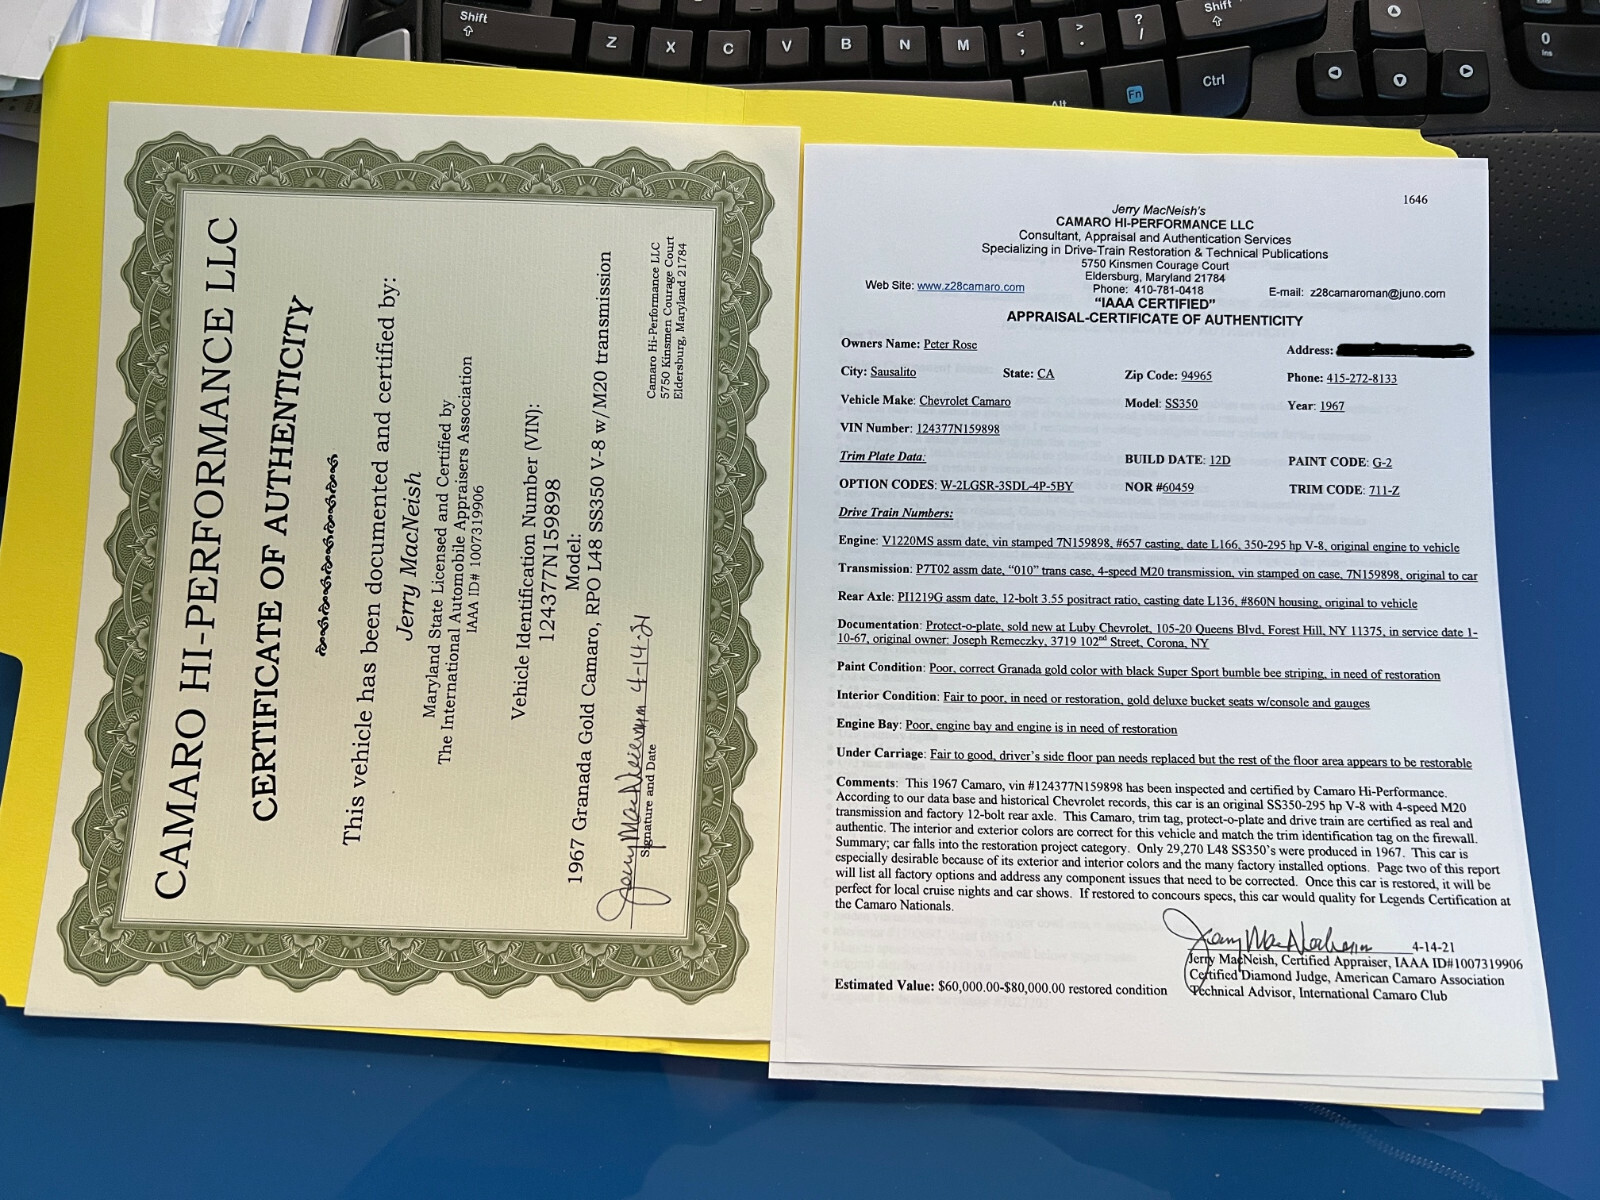 Shift
Z X C V B N M < , > . ? / Shift
Alt Fn Ctrl
0
Ins
CAMARO HI-PERFORMANCE LLC
CERTIFICATE OF AUTHENTICITY
This vehicle has been documented and certified by:
Jerry MacNeish
Maryland State Licensed and Certified by
The International Automobile Appraisers Association
IAAA ID# 1007319906
Vehicle Identification Number (VIN):
124377N159898
Model:
1967 Granada Gold Camaro, RPO L48 SS350 V-8 w/M20 transmission
Jerry MacNeish 4-14-21
Signature and Date
Camaro Hi-Performance LLC
5750 Kinsmen Courage Court
Eldersburg, Maryland 21784
1646
Jerry MacNeish's
CAMARO HI-PERFORMANCE LLC
Consultant, Appraisal and Authentication Services
Specializing in Drive-Train Restoration & Technical Publications
5750 Kinsmen Courage Court
Eldersburg, Maryland 21784
Web Site: www.z28camaro.com Phone: 410-781-0418 E-mail: z28camaroman@juno.com
"IAAA CERTIFIED"
APPRAISAL-CERTIFICATE OF AUTHENTICITY
Owners Name: Peter Rose Address:
City: Sausalito State: CA Zip Code: 94965 Phone: 415-272-8133
Vehicle Make: Chevrolet Camaro Model: SS350 Year: 1967
VIN Number: 124377N159898
Trim Plate Data: BUILD DATE: 12D PAINT CODE: G-2
OPTION CODES: W-2LGSR-3SDL-4P-5BY NOR #60459 TRIM CODE: 711-Z
Drive Train Numbers:
Engine: V1220MS assm date, vin stamped 7N159898, #657 casting, date L166, 350-295 hp V-8, original engine to vehicle
Transmission: P7T02 assm date, "010" trans case, 4-speed M20 transmission, vin stamped on case, 7N159898, original to car
Rear Axle: PI1219G assm date, 12-bolt 3.55 positract ratio, casting date L136, #860N housing, original to vehicle
Documentation: Protect-o-plate, sold new at Luby Chevrolet, 105-20 Queens Blvd, Forest Hill, NY 11375, in service date 1-
10-67, original owner: Joseph Remeczky, 3719 102nd Street, Corona, NY
Paint Condition: Poor, correct Granada gold color with black Super Sport bumble bee striping, in need of restoration
Interior Condition: Fair to poor, in need or restoration, gold deluxe bucket seats w/console and gauges
Engine Bay: Poor, engine bay and engine is in need of restoration
Under Carriage: Fair to good, driver's side floor pan needs replaced but the rest of the floor area appears to be restorable
Comments: This 1967 Camaro, vin #124377N159898 has been inspected and certified by Camaro Hi-Performance.
According to our data base and historical Chevrolet records, this car is an original SS350-295 hp V-8 with 4-speed M20
transmission and factory 12-bolt rear axle. This Camaro, trim tag, protect-o-plate and drive train are certified as real and
authentic. The interior and exterior colors are correct for this vehicle and match the trim identification tag on the firewall.
Summary; car falls into the restoration project category. Only 29,270 L48 SS350's were produced in 1967. This car is
especially desirable because of its exterior and interior colors and the many factory installed options. Page two of this report
will list all factory options and address any component issues that need to be corrected. Once this car is restored, it will be
perfect for local cruise nights and car shows. If restored to concours specs, this car would quality for Legends Certification at
the Camaro Nationals.
Jerry MacNeish 4-14-21
Jerry MacNeish, Certified Appraiser, IAAA ID#1007319906
Certified Diamond Judge, American Camaro Association
Technical Advisor, International Camaro Club
Estimated Value: $60,000.00-$80,000.00 restored condition